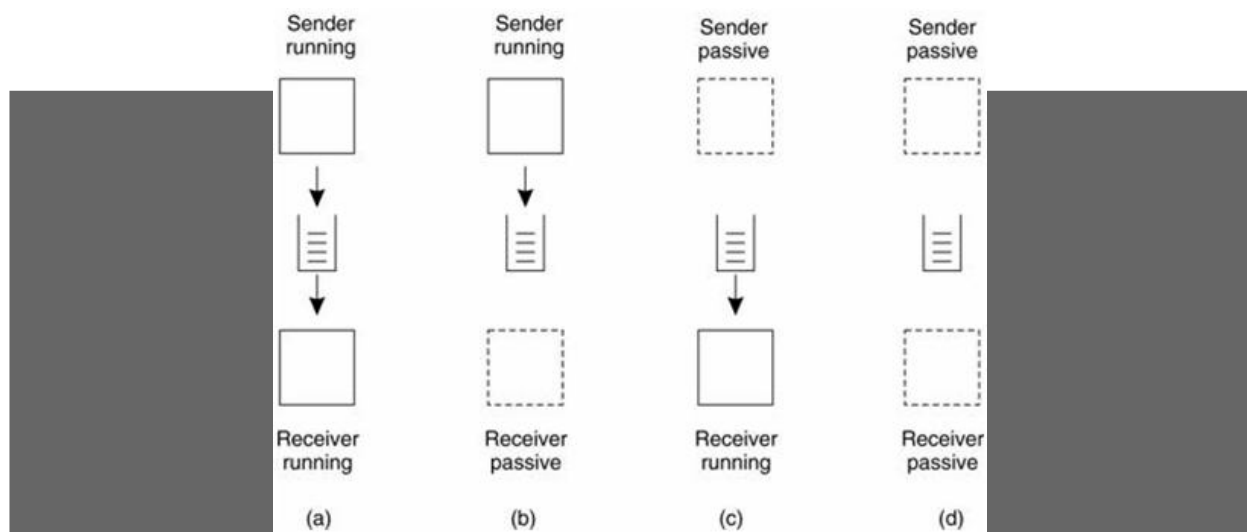 Sender
running
Sender
running
Sender
passive
Sender
passive
Receiver
running
Receiver
passive
Receiver
running
Receiver
passive
(a)
(b)
(c)
(d)